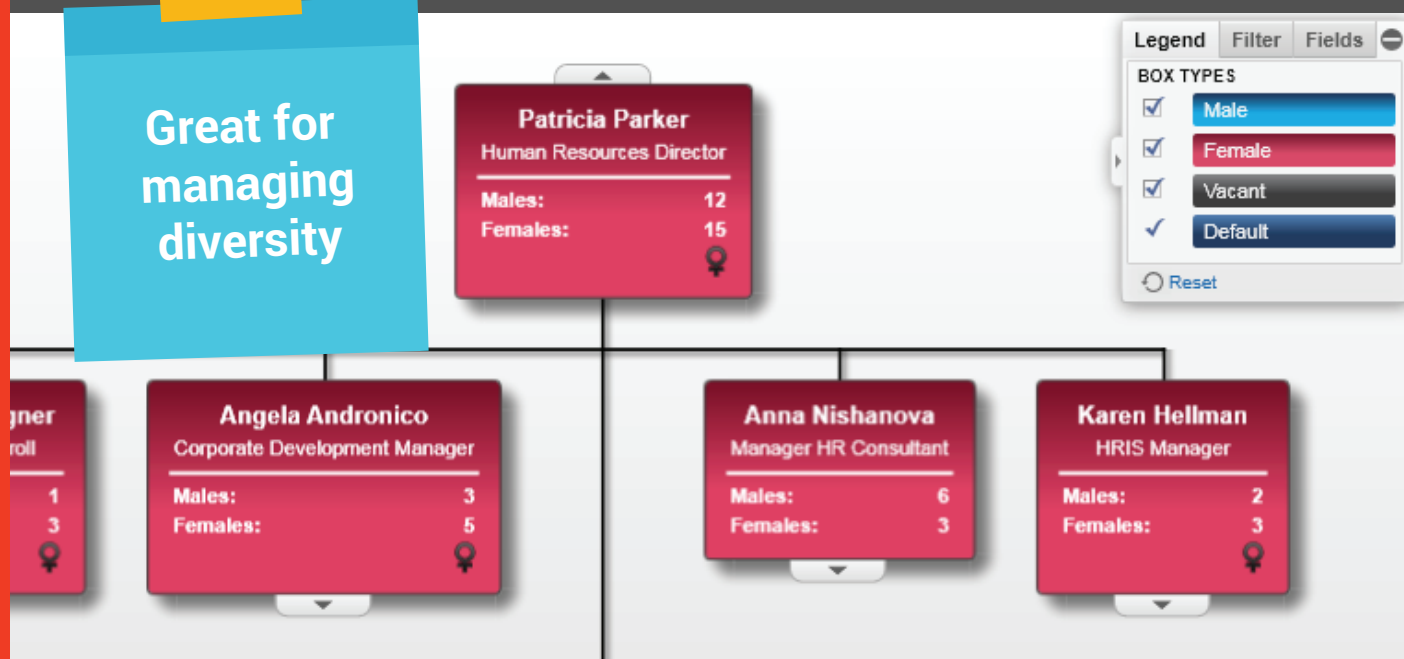 Great for
managing
diversity
Patricia Parker
Human Resources Director
Males: 12
Females: 15
Legend Filter Fields
BOX TYPES
Male
Female
Vacant
Default
Reset
gner
roll
1
3
Angela Andronico
Corporate Development Manager
Males: 3
Females: 5
Anna Nishanova
Manager HR Consultant
Males: 6
Females: 3
Karen Hellman
HRIS Manager
Males: 2
Females: 3